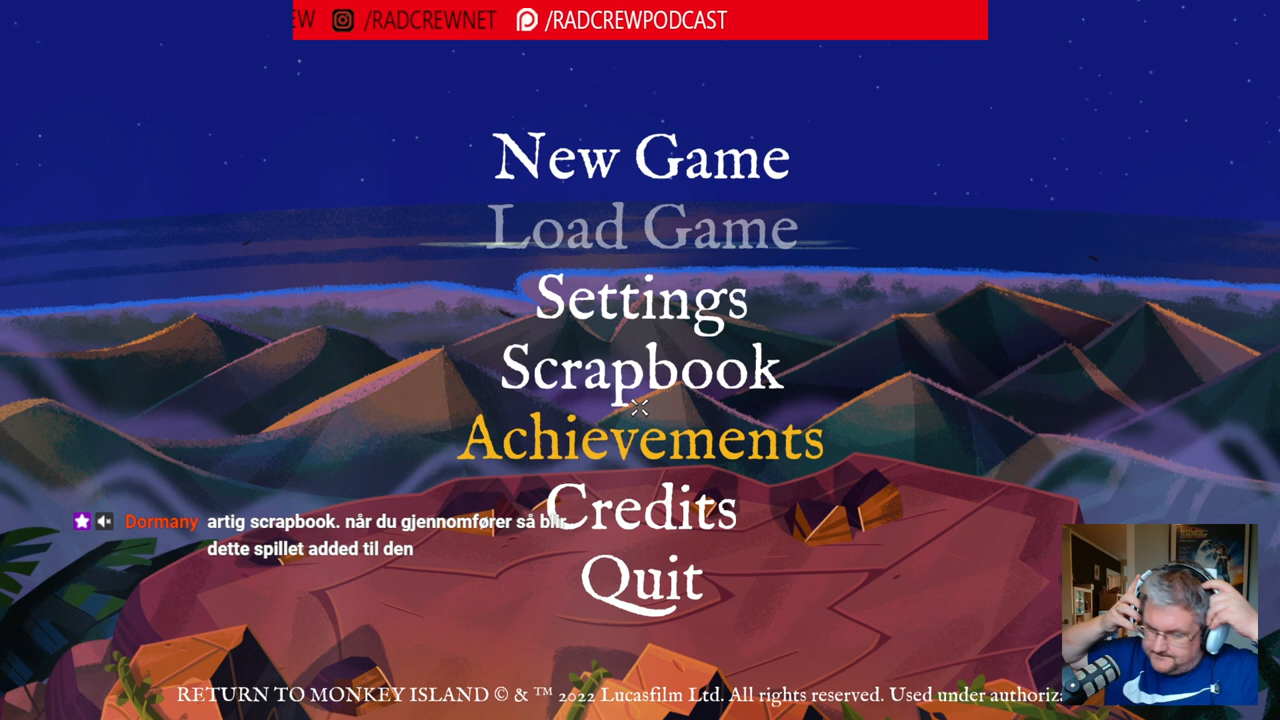 EW /RADCREWNET /RADCREWPODCAST
New Game
Load Game
Settings
Scrapbook
Achievements
Credits
Dormany artig scrapbook. når du gjennomfører så blir
dette spillet added til den
Quit
RETURN TO MONKEY ISLAND © & ™ 2022 Lucasfilm Ltd. All rights reserved. Used under authoriz